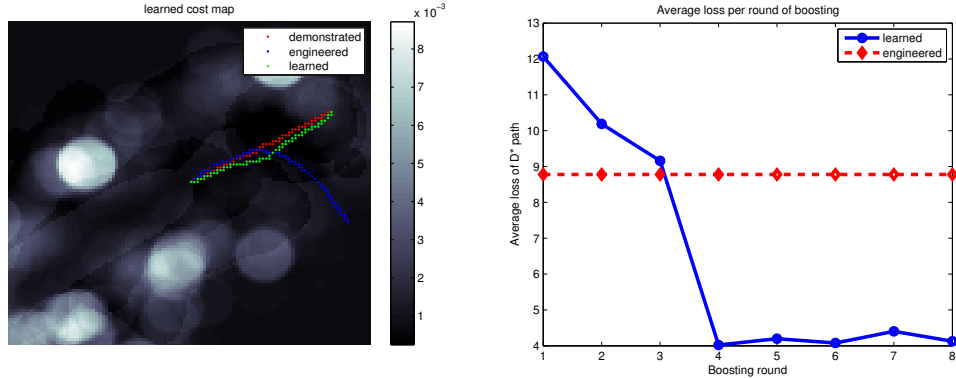 learned cost map
x 10⁻³
demonstrated
engineered
learned
8
7
6
5
4
3
2
1
Average loss per round of boosting
learned
engineered
Average loss of D* path
13
12
11
10
9
8
7
6
5
4
1 2 3 4 5 6 7 8
Boosting round